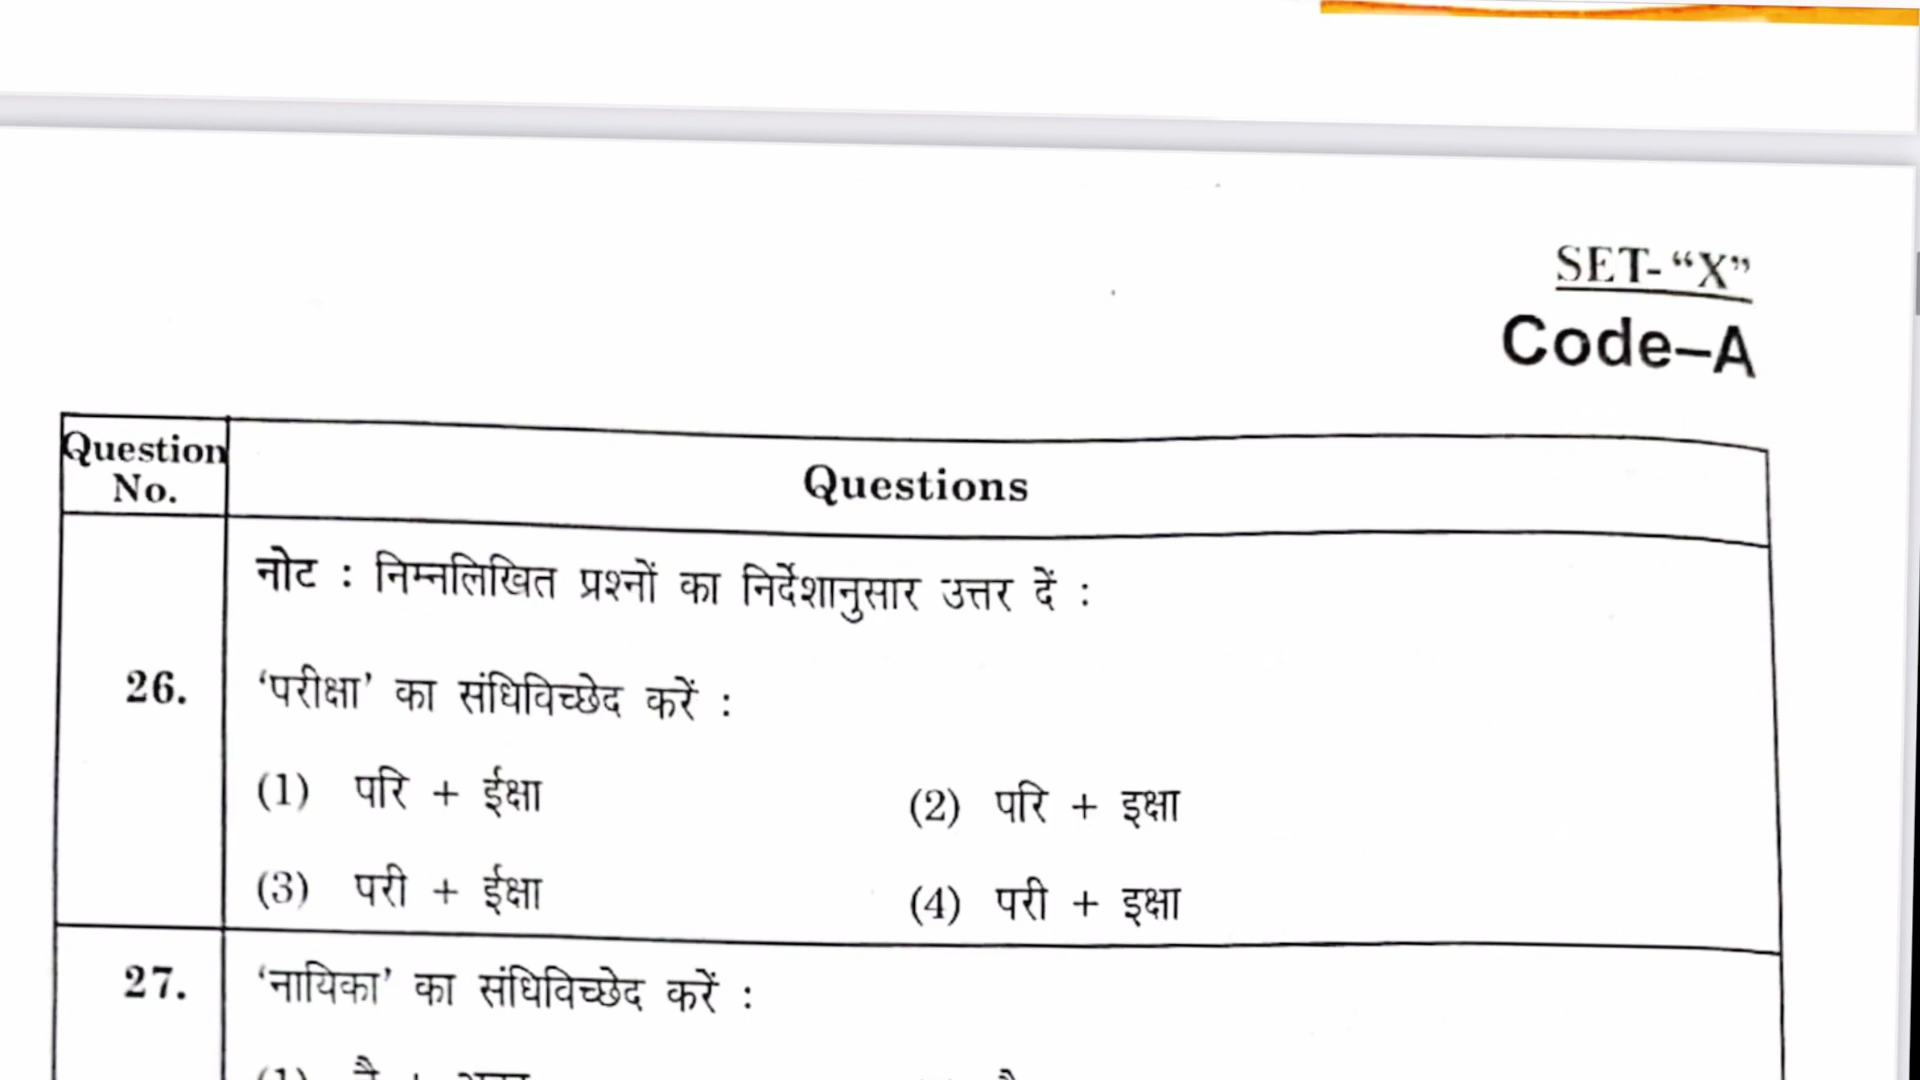 SET- “X”
Code–A
Question No.
Questions
नोट : निम्नलिखित प्रश्नों का निर्देशानुसार उत्तर दें :
26. ‘परीक्षा’ का संधिविच्छेद करें :
(1) परि + ईक्षा (2) परि + इक्षा
(3) परी + ईक्षा (4) परी + इक्षा
27. ‘नायिका’ का संधिविच्छेद करें :